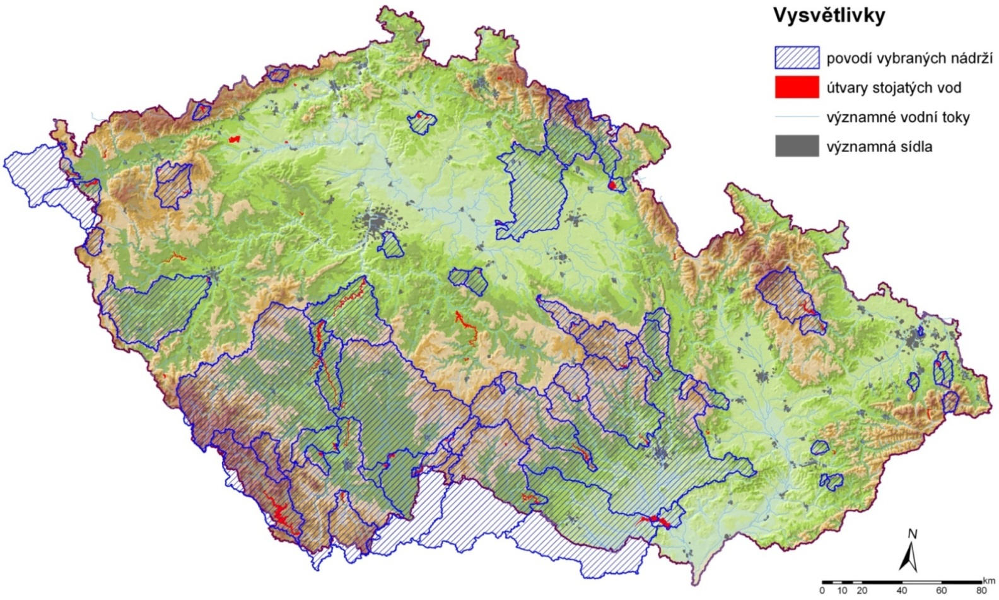 Vysvětlivky
povodí vybraných nádrží
útvary stojatých vod
významné vodní toky
významná sídla
N
km
0 10 20 40 60 80